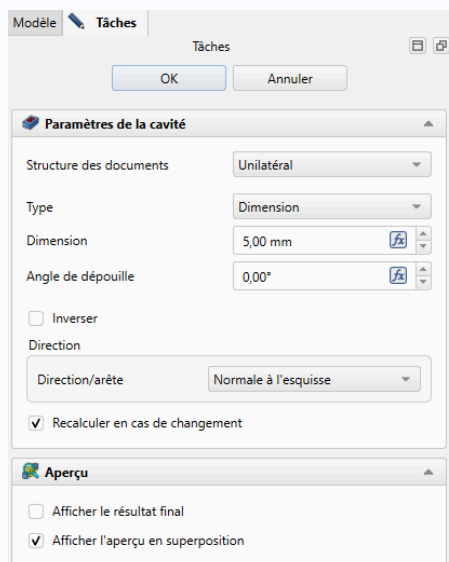 Modèle Tâches
Tâches
OK Annuler
Paramètres de la cavité
Structure des documents Unilatéral
Type Dimension
Dimension 5,00 mm fx
Angle de dépouille 0,00° fx
Inverser
Direction
Direction/arête Normale à l'esquisse
Recalculer en cas de changement
Aperçu
Afficher le résultat final
Afficher l'aperçu en superposition